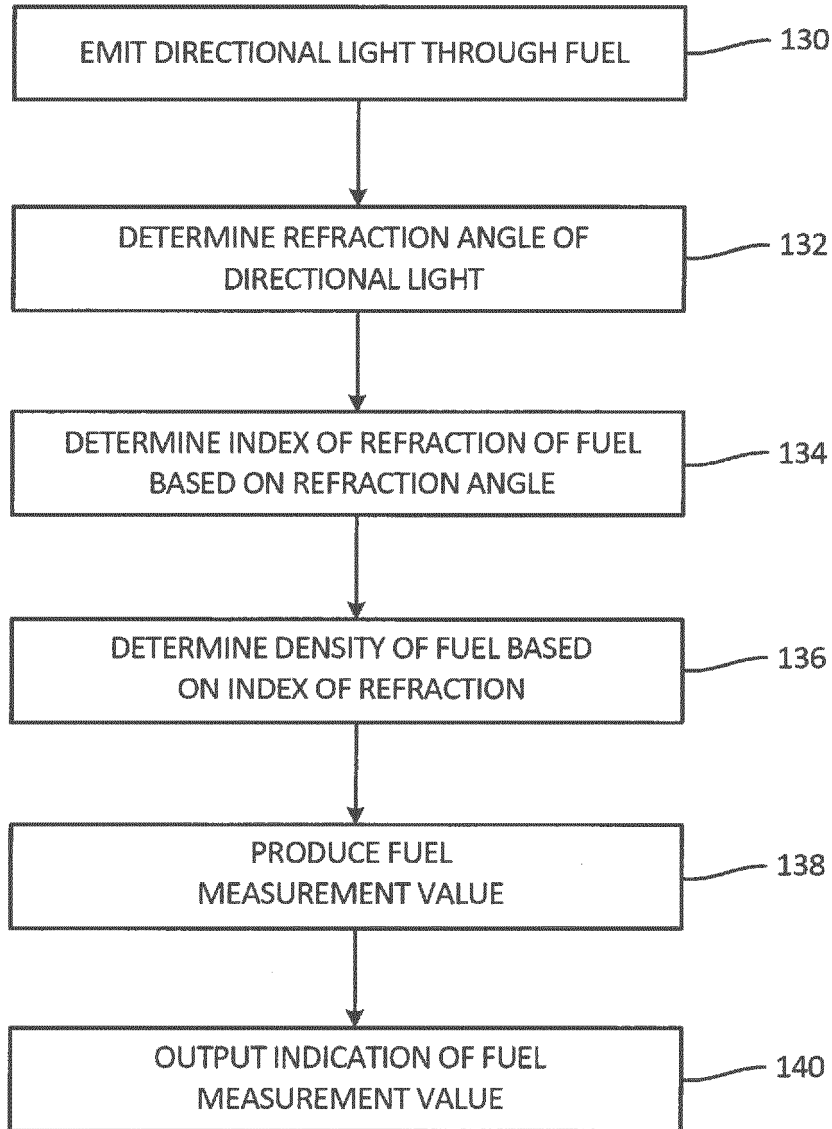 EMIT DIRECTIONAL LIGHT THROUGH FUEL
130
DETERMINE REFRACTION ANGLE OF
DIRECTIONAL LIGHT
132
DETERMINE INDEX OF REFRACTION OF FUEL
BASED ON REFRACTION ANGLE
134
DETERMINE DENSITY OF FUEL BASED
ON INDEX OF REFRACTION
136
PRODUCE FUEL
MEASUREMENT VALUE
138
OUTPUT INDICATION OF FUEL
MEASUREMENT VALUE
140